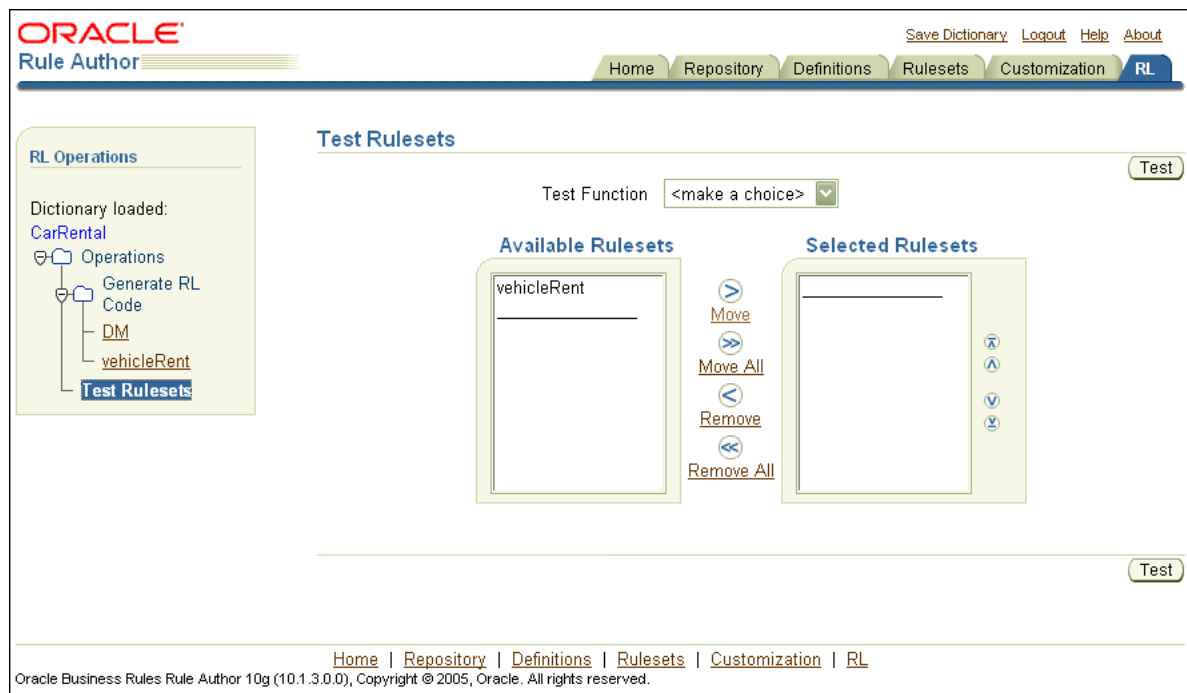 ORACLE
Rule Author
Save Dictionary Logout Help About
Home Repository Definitions Rulesets Customization RL
RL Operations
Dictionary loaded:
CarRental
Operations
Generate RL
Code
DM
vehicleRent
Test Rulesets
Test Rulesets
Test
Test Function <make a choice>
Available Rulesets
vehicleRent
Move
Move All
Remove
Remove All
Selected Rulesets
Test
Home | Repository | Definitions | Rulesets | Customization | RL
Oracle Business Rules Rule Author 10g (10.1.3.0.0), Copyright © 2005, Oracle. All rights reserved.